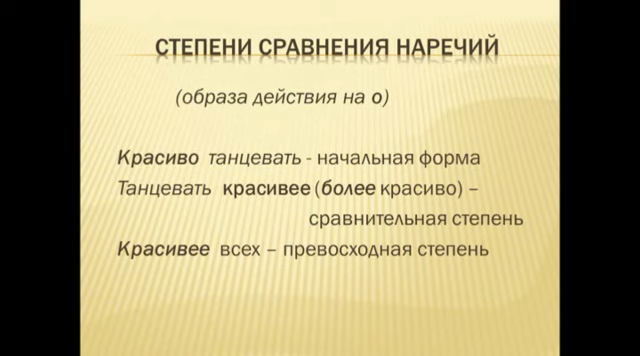 СТЕПЕНИ СРАВНЕНИЯ НАРЕЧИЙ
(образа действия на о)
Красиво танцевать - начальная форма
Танцевать красивее (более красиво) –
сравнительная степень
Красивее всех – превосходная степень